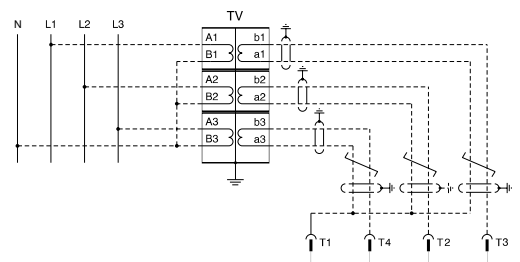 TV
N L1 L2 L3
A1 b1
B1 a1
A2 b2
B2 a2
A3 b3
B3 a3
T1 T4 T2 T3